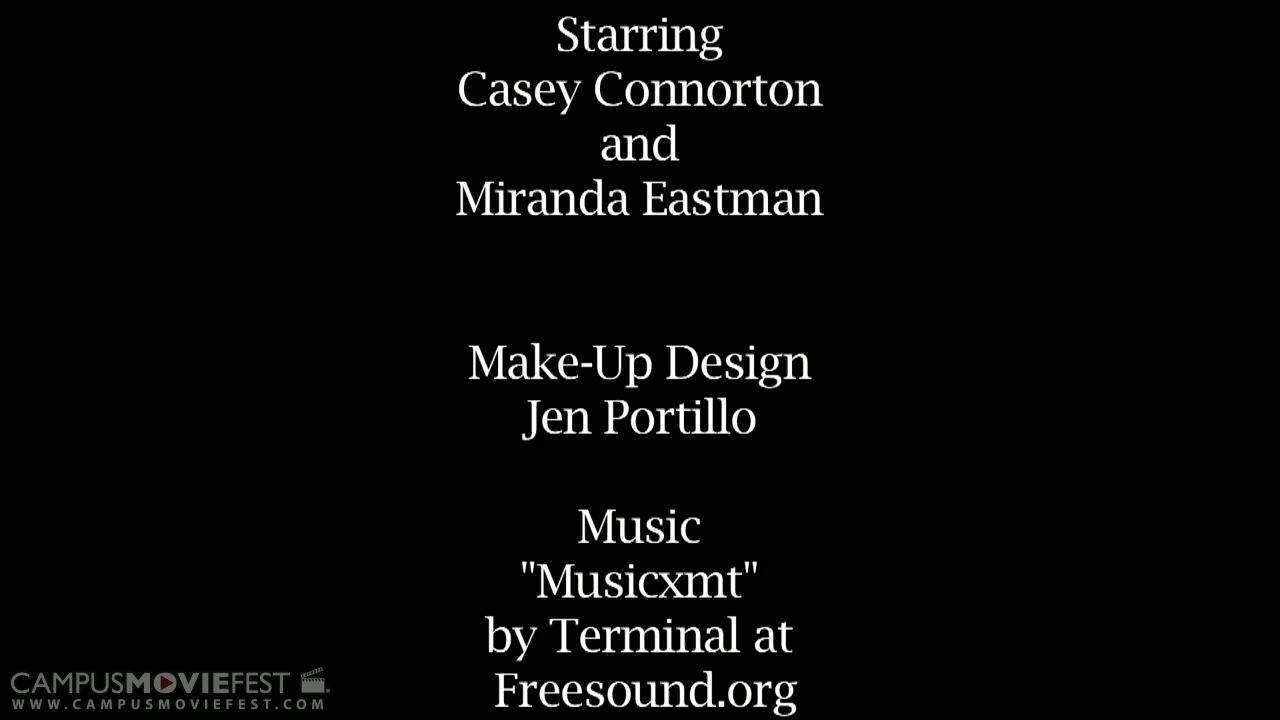 Starring
Casey Connorton
and
Miranda Eastman
Make-Up Design
Jen Portillo
Music
"Musicxmt"
by Terminal at
Freesound.org
CAMPUSMOVIEFEST
WWW.CAMPUSMOVIEFEST.COM